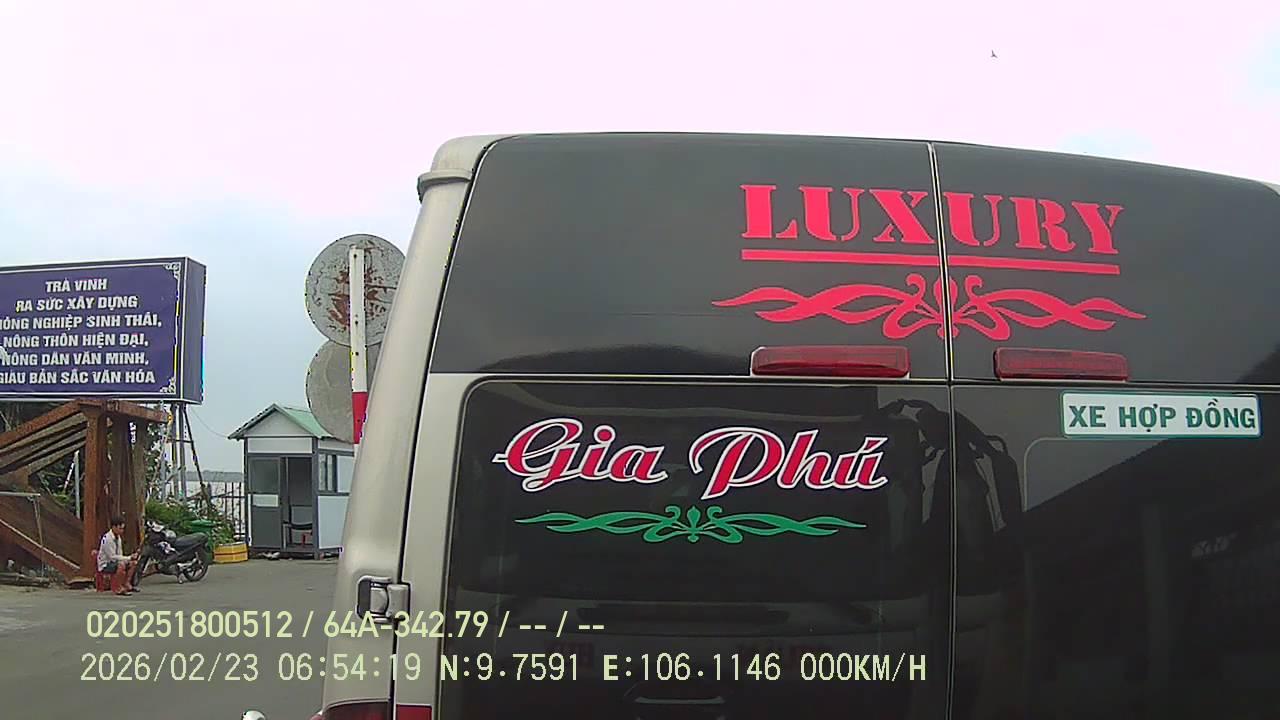 TRÀ VINH
RA SỨC XÂY DỰNG
NÔNG NGHIỆP SINH THÁI,
NÔNG THÔN HIỆN ĐẠI,
NÔNG DÂN VĂN MINH,
GIÀU BẢN SẮC VĂN HÓA
LUXURY
XE HỢP ĐỒNG
Gia Phú
020251800512 / 64A-342.79 / -- / --
2026/02/23 06:54:19 N:9.7591 E:106.1146 000KM/H